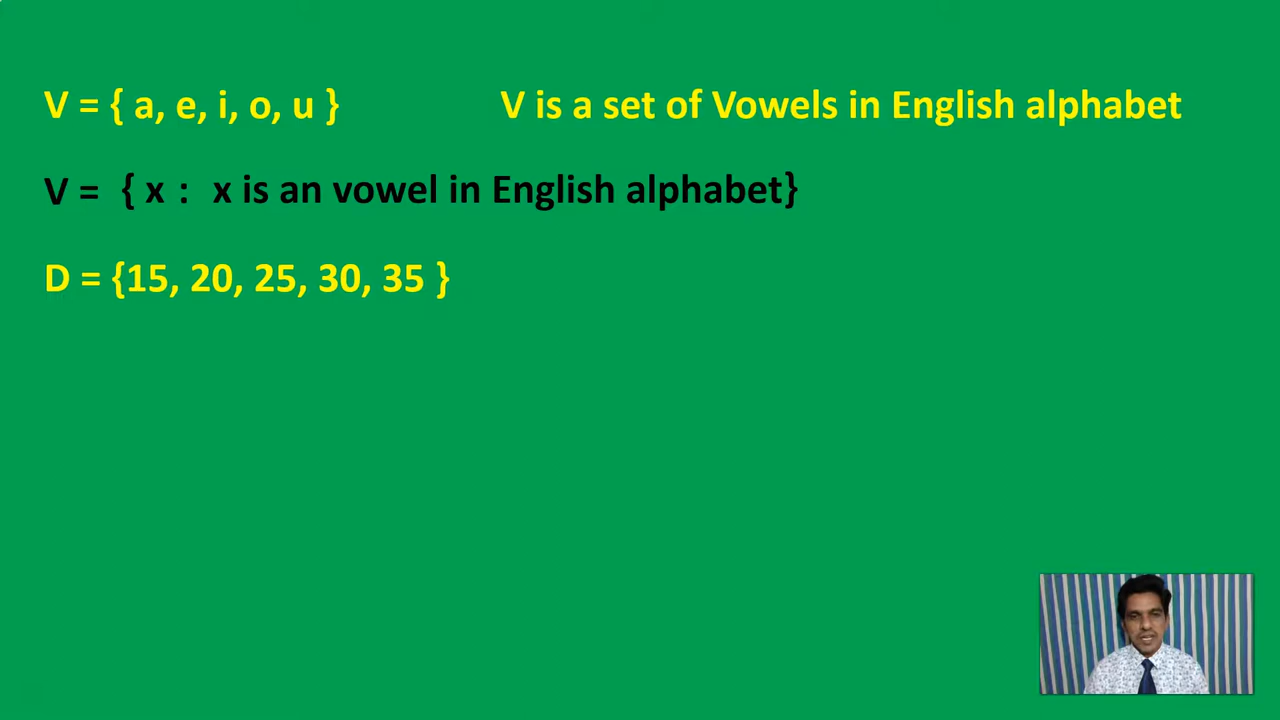 V = { a, e, i, o, u } V is a set of Vowels in English alphabet
V = { x : x is an vowel in English alphabet}
D = {15, 20, 25, 30, 35 }